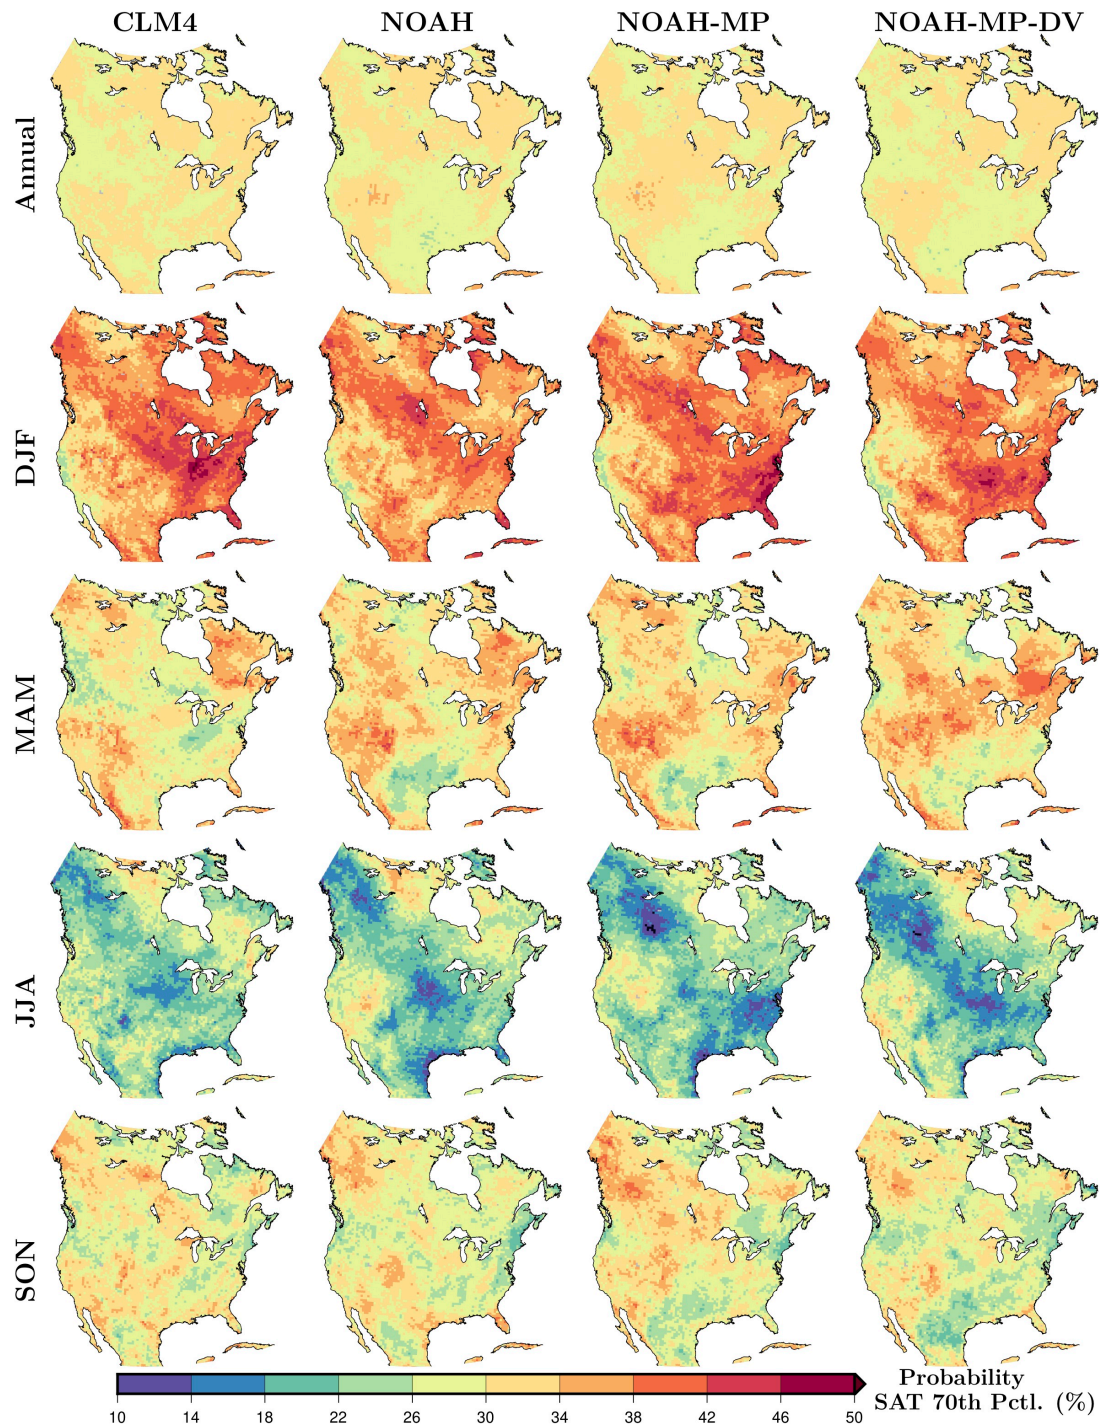 CLM4 NOAH NOAH-MP NOAH-MP-DV
Annual
DJF
MAM
JJA
SON
10 14 18 22 26 30 34 38 42 46 50
Probability
SAT 70th Pctl. (%)